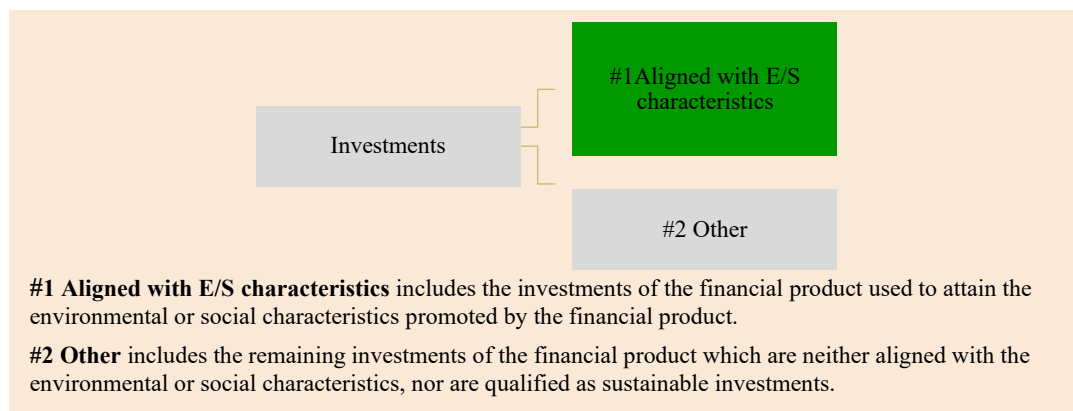 #1Aligned with E/S
characteristics
Investments
#2 Other
#1 Aligned with E/S characteristics includes the investments of the financial product used to attain the
environmental or social characteristics promoted by the financial product.
#2 Other includes the remaining investments of the financial product which are neither aligned with the
environmental or social characteristics, nor are qualified as sustainable investments.